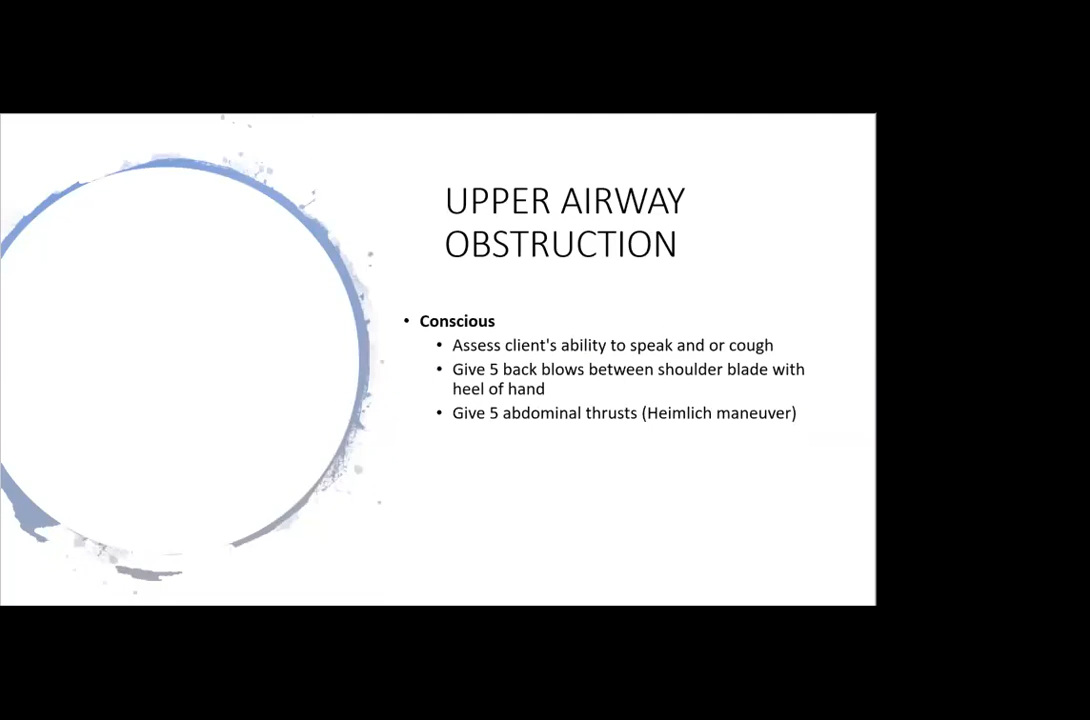 UPPER AIRWAY
OBSTRUCTION
• Conscious
• Assess client's ability to speak and or cough
• Give 5 back blows between shoulder blade with
heel of hand
• Give 5 abdominal thrusts (Heimlich maneuver)